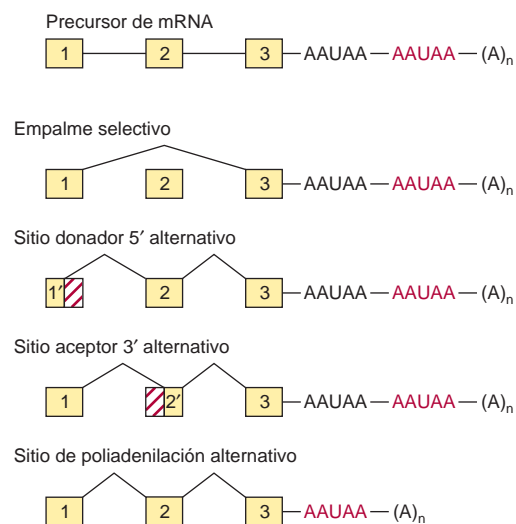 Precursor de mRNA
1 2 3 AAUAA — AAUAA — (A)n
Empalme selectivo
1 2 3 AAUAA — AAUAA — (A)n
Sitio donador 5′ alternativo
1′ 2 3 AAUAA — AAUAA — (A)n
Sitio aceptor 3′ alternativo
1 2′ 3 AAUAA — AAUAA — (A)n
Sitio de poliadenilación alternativo
1 2 3 AAUAA — (A)n